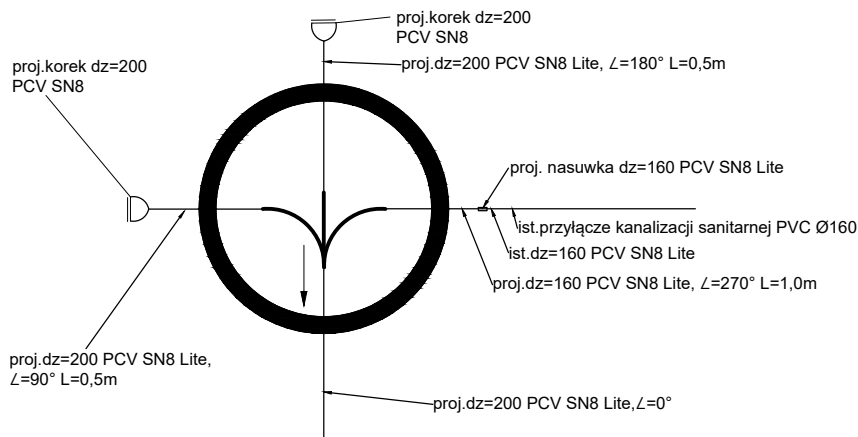 proj.korek dz=200
PCV SN8
proj.dz=200 PCV SN8 Lite, ∠=180° L=0,5m
proj.korek dz=200
PCV SN8
proj. nasuwka dz=160 PCV SN8 Lite
ist.przyłącze kanalizacji sanitarnej PVC Ø160
ist.dz=160 PCV SN8 Lite
proj.dz=160 PCV SN8 Lite, ∠=270° L=1,0m
proj.dz=200 PCV SN8 Lite,
∠=90° L=0,5m
proj.dz=200 PCV SN8 Lite,∠=0°